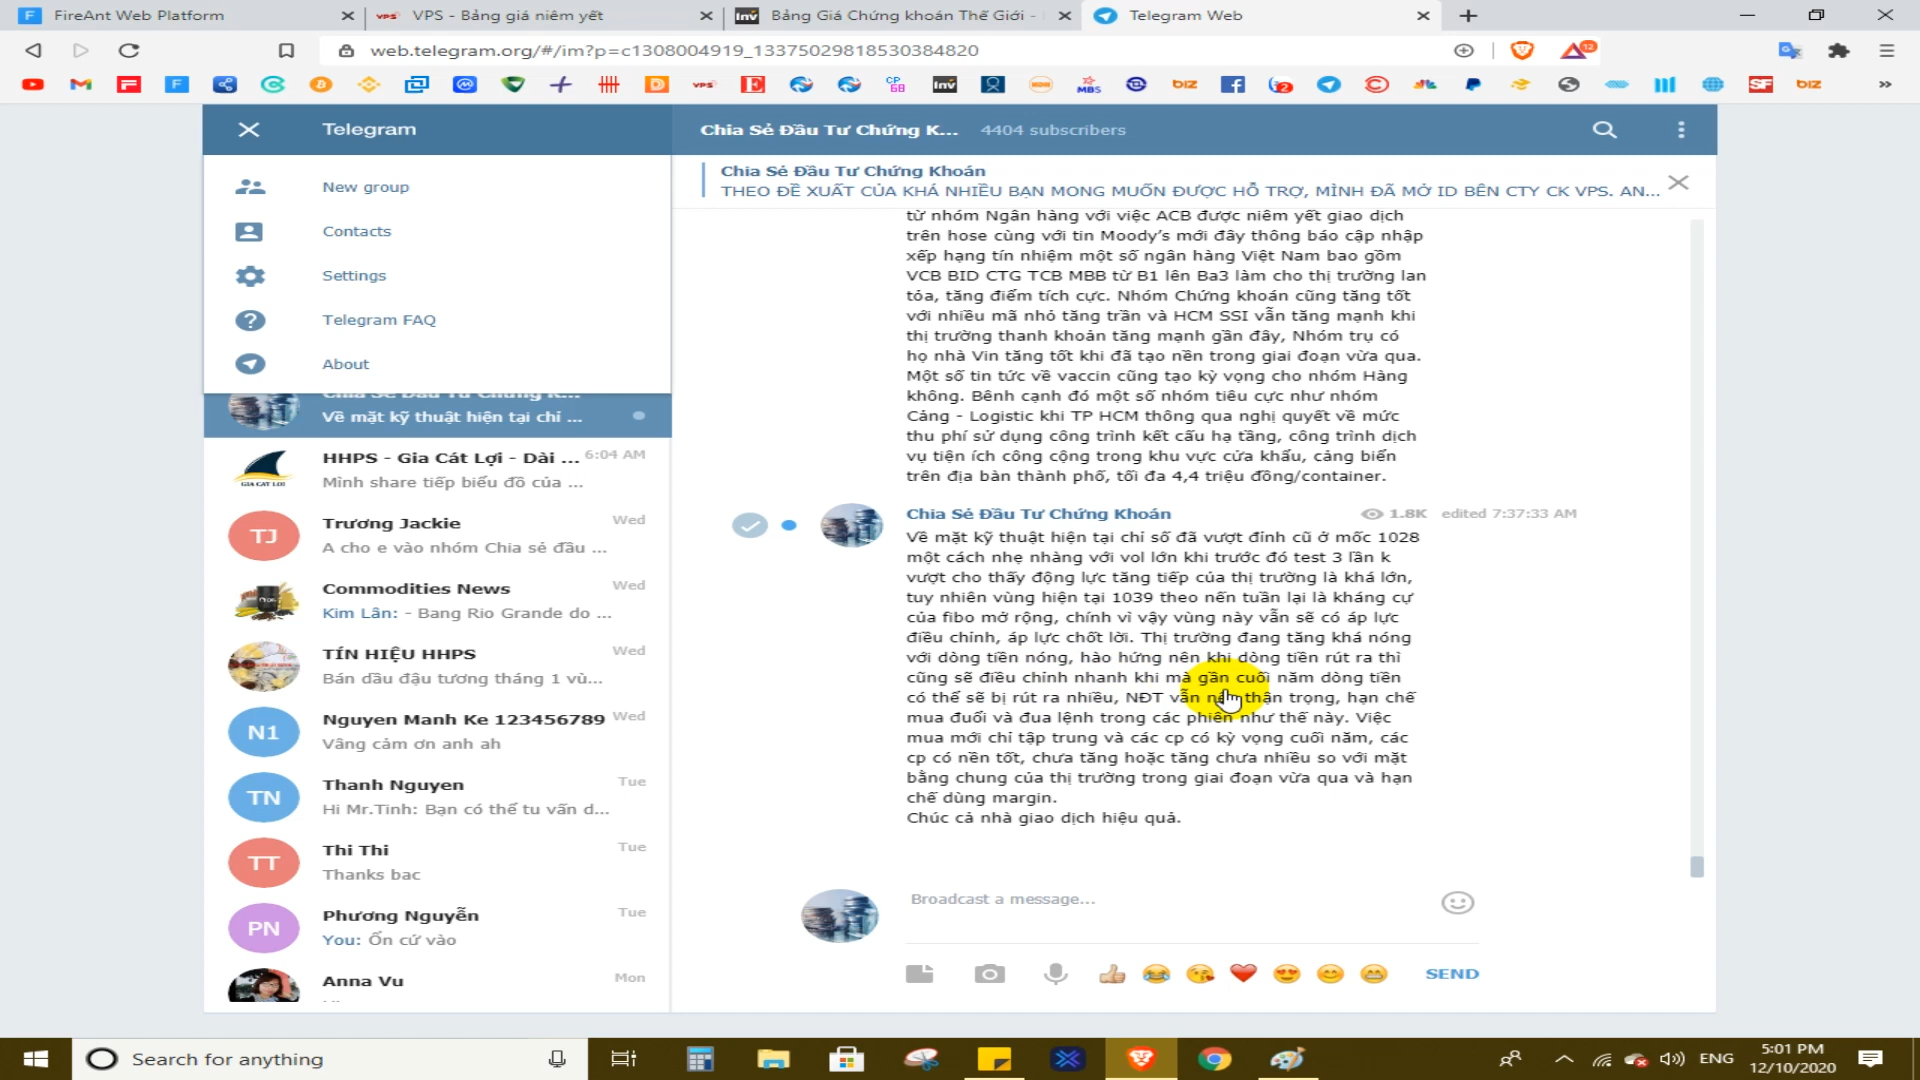 FireAnt Web Platform
VPS - Bảng giá niêm yết
Bảng Giá Chứng khoán Thế Giới -
Telegram Web
web.telegram.org/#/im?p=c1308004919_13375029818530384820
12
Telegram
New group
Contacts
Settings
Telegram FAQ
About
Về mặt kỹ thuật hiện tại chỉ ...
HHPS - Gia Cát Lợi - Dài ... 6:04 AM
Mình share tiếp biểu đồ của ...
GIA CAT LOI
TJ
Trương Jackie Wed
A cho e vào nhóm Chia sẻ đầu ...
Commodities News Wed
Kim Lân: - Bang Rio Grande do ...
TÍN HIỆU HHPS Wed
Bán dầu đậu tương tháng 1 vù...
N1
Nguyen Manh Ke 123456789 Wed
Vâng cảm ơn anh ah
TN
Thanh Nguyen Tue
Hi Mr.Tinh: Bạn có thể tu vấn d...
TT
Thi Thi Tue
Thanks bac
PN
Phương Nguyễn Tue
You: Ổn cứ vào
Anna Vu Mon
Chia Sẻ Đầu Tư Chứng K... 4404 subscribers
Chia Sẻ Đầu Tư Chứng Khoán
THEO ĐỀ XUẤT CỦA KHÁ NHIỀU BẠN MONG MUỐN ĐƯỢC HỖ TRỢ, MÌNH ĐÃ MỞ ID BÊN CTY CK VPS. AN...
từ nhóm Ngân hàng với việc ACB được niêm yết giao dịch
trên hose cùng với tin Moody's mới đây thông báo cập nhập
xếp hạng tín nhiệm một số ngân hàng Việt Nam bao gồm
VCB BID CTG TCB MBB từ B1 lên Ba3 làm cho thị trường lan
tỏa, tăng điểm tích cực. Nhóm Chứng khoán cũng tăng tốt
với nhiều mã nhỏ tăng trần và HCM SSI vẫn tăng mạnh khi
thị trường thanh khoản tăng mạnh gần đây, Nhóm trụ có
họ nhà Vin tăng tốt khi đã tạo nền trong giai đoạn vừa qua.
Một số tin tức về vaccin cũng tạo kỳ vọng cho nhóm Hàng
không. Bênh cạnh đó một số nhóm tiêu cực như nhóm
Cảng - Logistic khi TP HCM thông qua nghị quyết về mức
thu phí sử dụng công trình kết cấu hạ tầng, công trình dịch
vụ tiện ích công cộng trong khu vực cửa khẩu, cảng biển
trên địa bàn thành phố, tối đa 4,4 triệu đồng/container.
Chia Sẻ Đầu Tư Chứng Khoán 1.8K edited 7:37:33 AM
Về mặt kỹ thuật hiện tại chỉ số đã vượt đỉnh cũ ở mốc 1028
một cách nhẹ nhàng với vol lớn khi trước đó test 3 lần k
vượt cho thấy động lực tăng tiếp của thị trường là khá lớn,
tuy nhiên vùng hiện tại 1039 theo nến tuần lại là kháng cự
của fibo mở rộng, chính vì vậy vùng này vẫn sẽ có áp lực
điều chỉnh, áp lực chốt lời. Thị trường đang tăng khá nóng
với dòng tiền nóng, hào hứng nên khi dòng tiền rút ra thì
cũng sẽ điều chỉnh nhanh khi mà gần cuối năm dòng tiền
có thể sẽ bị rút ra nhiều, NĐT vẫn nên thận trọng, hạn chế
mua đuổi và đua lệnh trong các phiên như thế này. Việc
mua mới chỉ tập trung và các cp có kỳ vọng cuối năm, các
cp có nền tốt, chưa tăng hoặc tăng chưa nhiều so với mặt
bằng chung của thị trường trong giai đoạn vừa qua và hạn
chế dùng margin.
Chúc cả nhà giao dịch hiệu quả.
Broadcast a message...
SEND
Search for anything
ENG
5:01 PM
12/10/2020